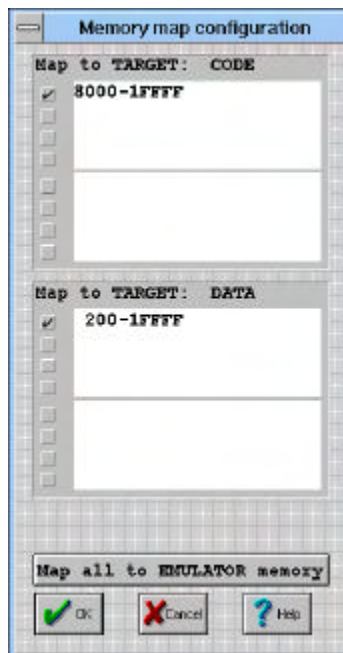 Memory map configuration
Map to TARGET: CODE
8000-1FFFF
Map to TARGET: DATA
200-1FFFF
Map all to EMULATOR memory
OK Cancel Help